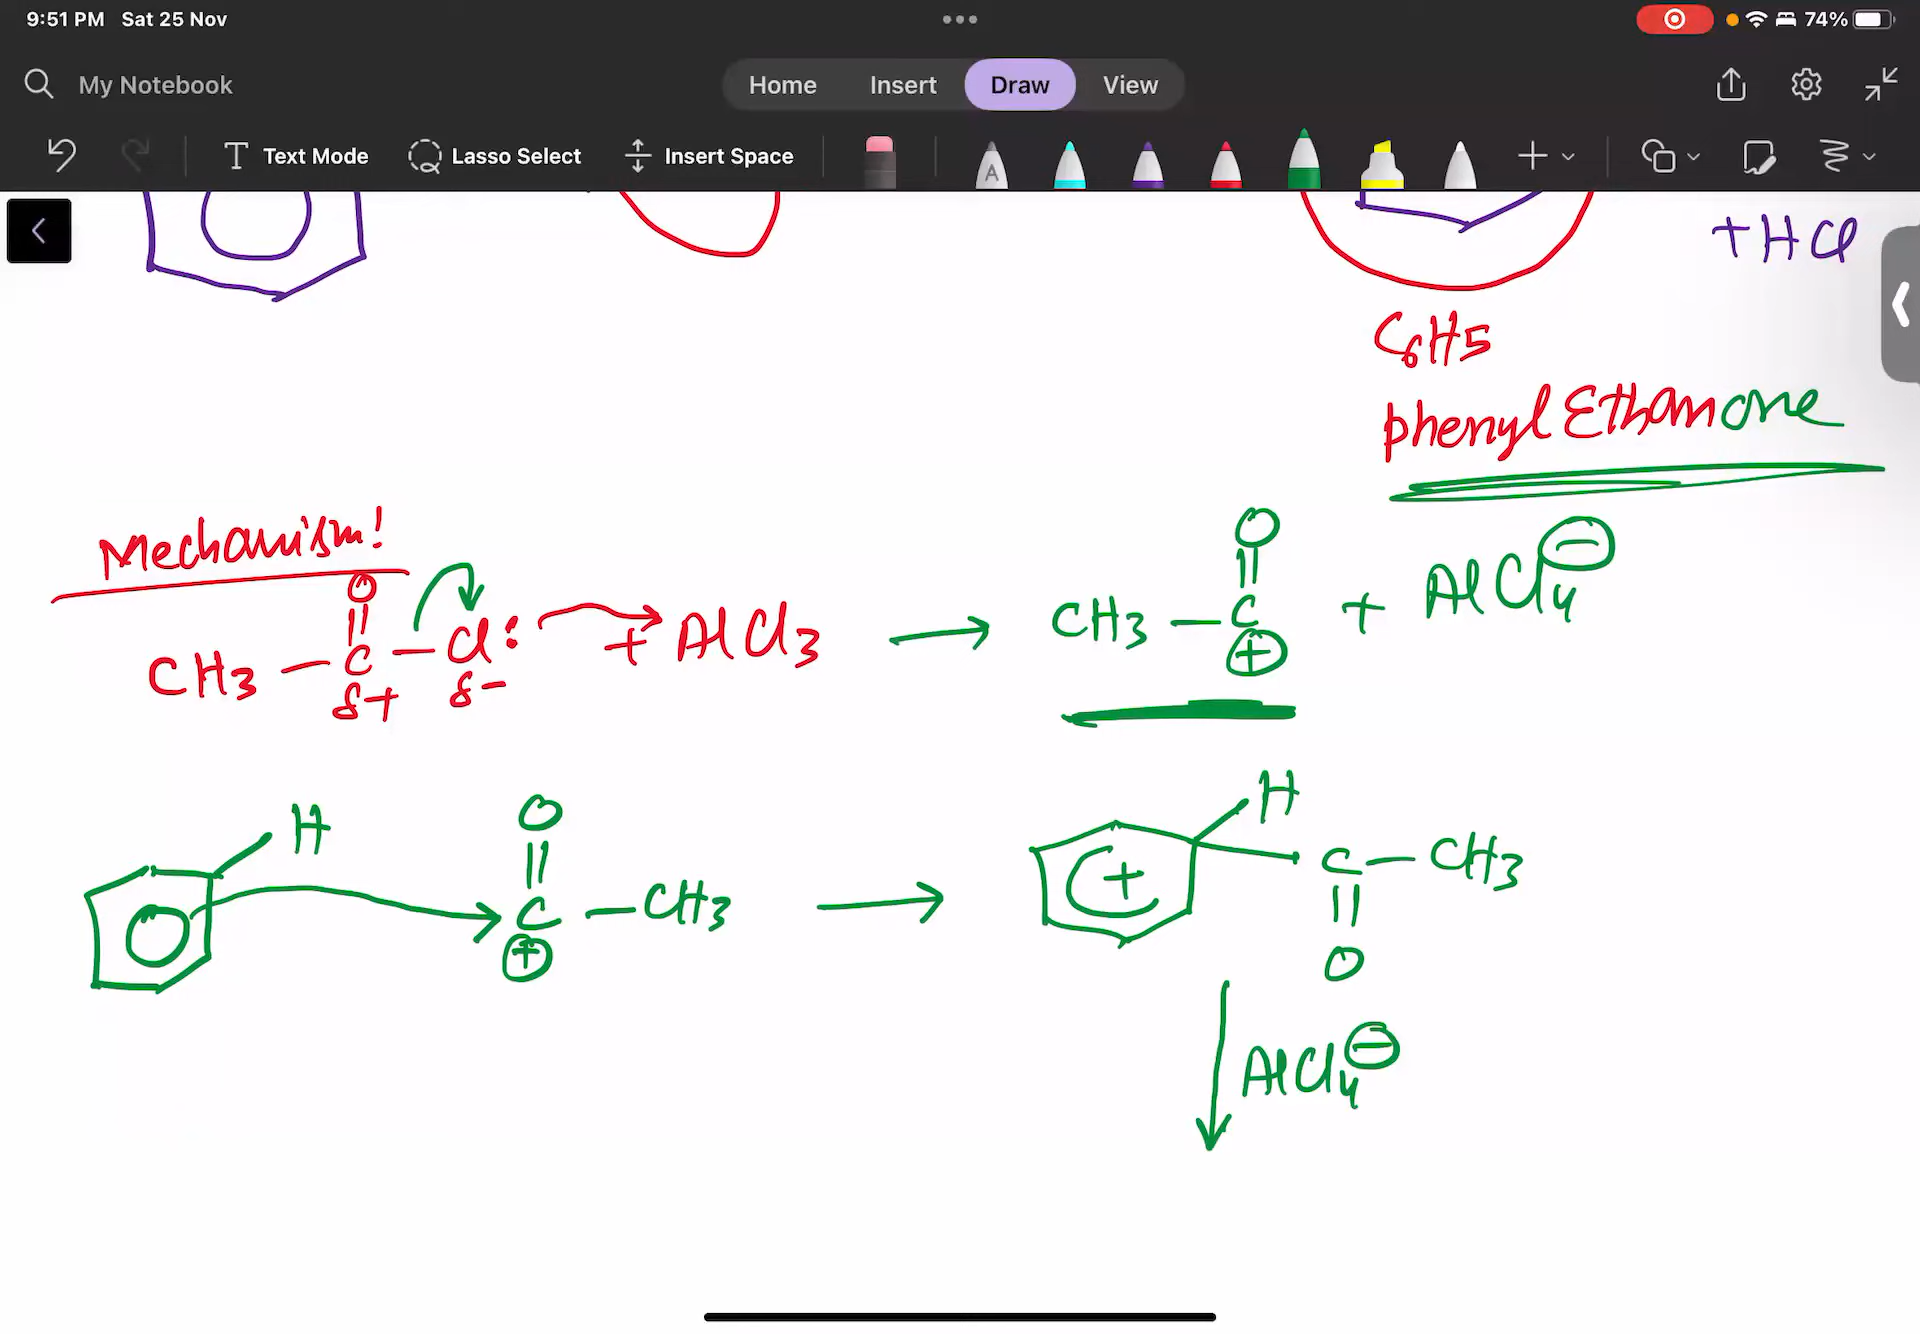 9:51 PM Sat 25 Nov
74%
My Notebook
Home Insert Draw View
Text Mode Lasso Select Insert Space
A
+HCl
C6H5
phenyl Ethanone
Mechanism!
O
||
CH3 — C — Cl: + AlCl3 → CH3 — C + AlCl4⊖
δ+ δ-
O
||
⊕
H
O
||
C — CH3 →
⊕
H
+
C — CH3
||
O
AlCl4⊖